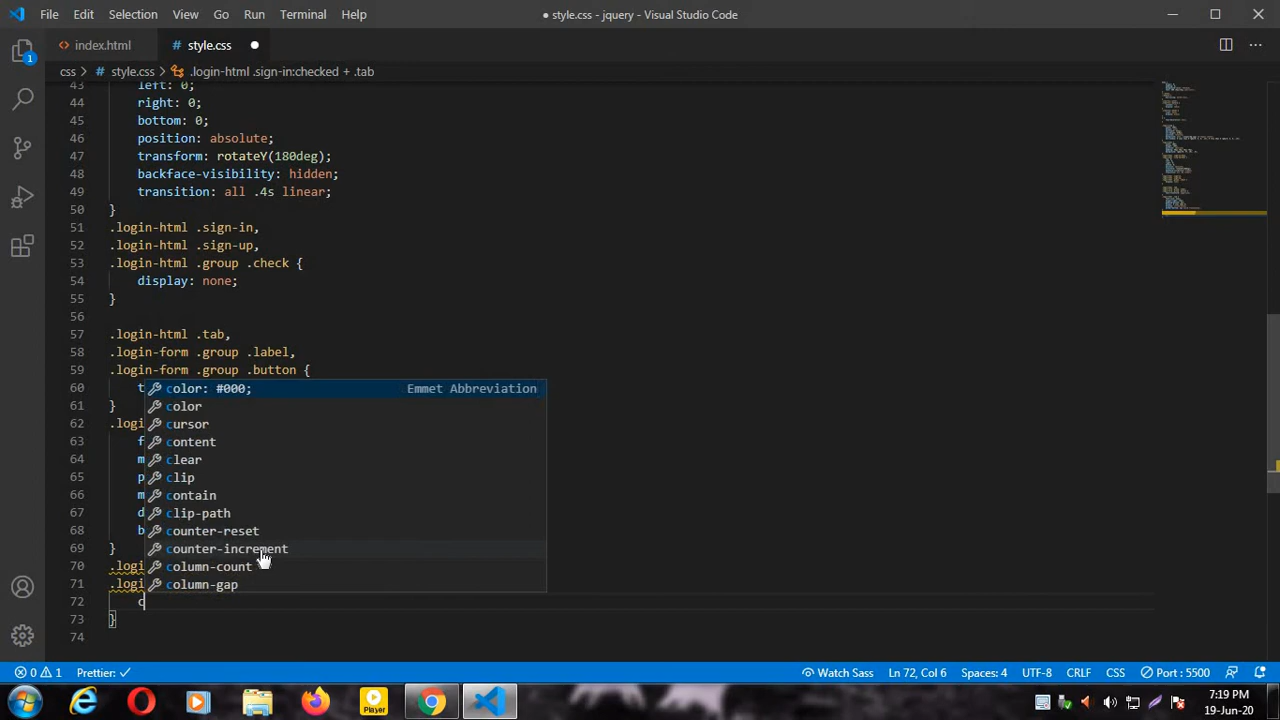 File Edit Selection View Go Run Terminal Help
● style.css - jquery - Visual Studio Code
1
index.html
# style.css ●
css > # style.css > .login-html .sign-in:checked + .tab
43 left: 0;
44 right: 0;
45 bottom: 0;
46 position: absolute;
47 transform: rotateY(180deg);
48 backface-visibility: hidden;
49 transition: all .4s linear;
50 }
51 .login-html .sign-in,
52 .login-html .sign-up,
53 .login-html .group .check {
54 display: none;
55 }
56
57 .login-html .tab,
58 .login-form .group .label,
59 .login-form .group .button {
60 t
color: #000; Emmet Abbreviation
61 }
color
62 .logi
cursor
63 f
content
64 m
clear
65 p
clip
66 m
contain
67 d
clip-path
68 b
counter-reset
69 }
counter-increment
70 .logi
column-count
71 .logi
column-gap
72 c
73 }
74
0 1 Prettier: ✓
Watch Sass Ln 72, Col 6 Spaces: 4 UTF-8 CRLF CSS Port : 5500
Player
7:19 PM
19-Jun-20